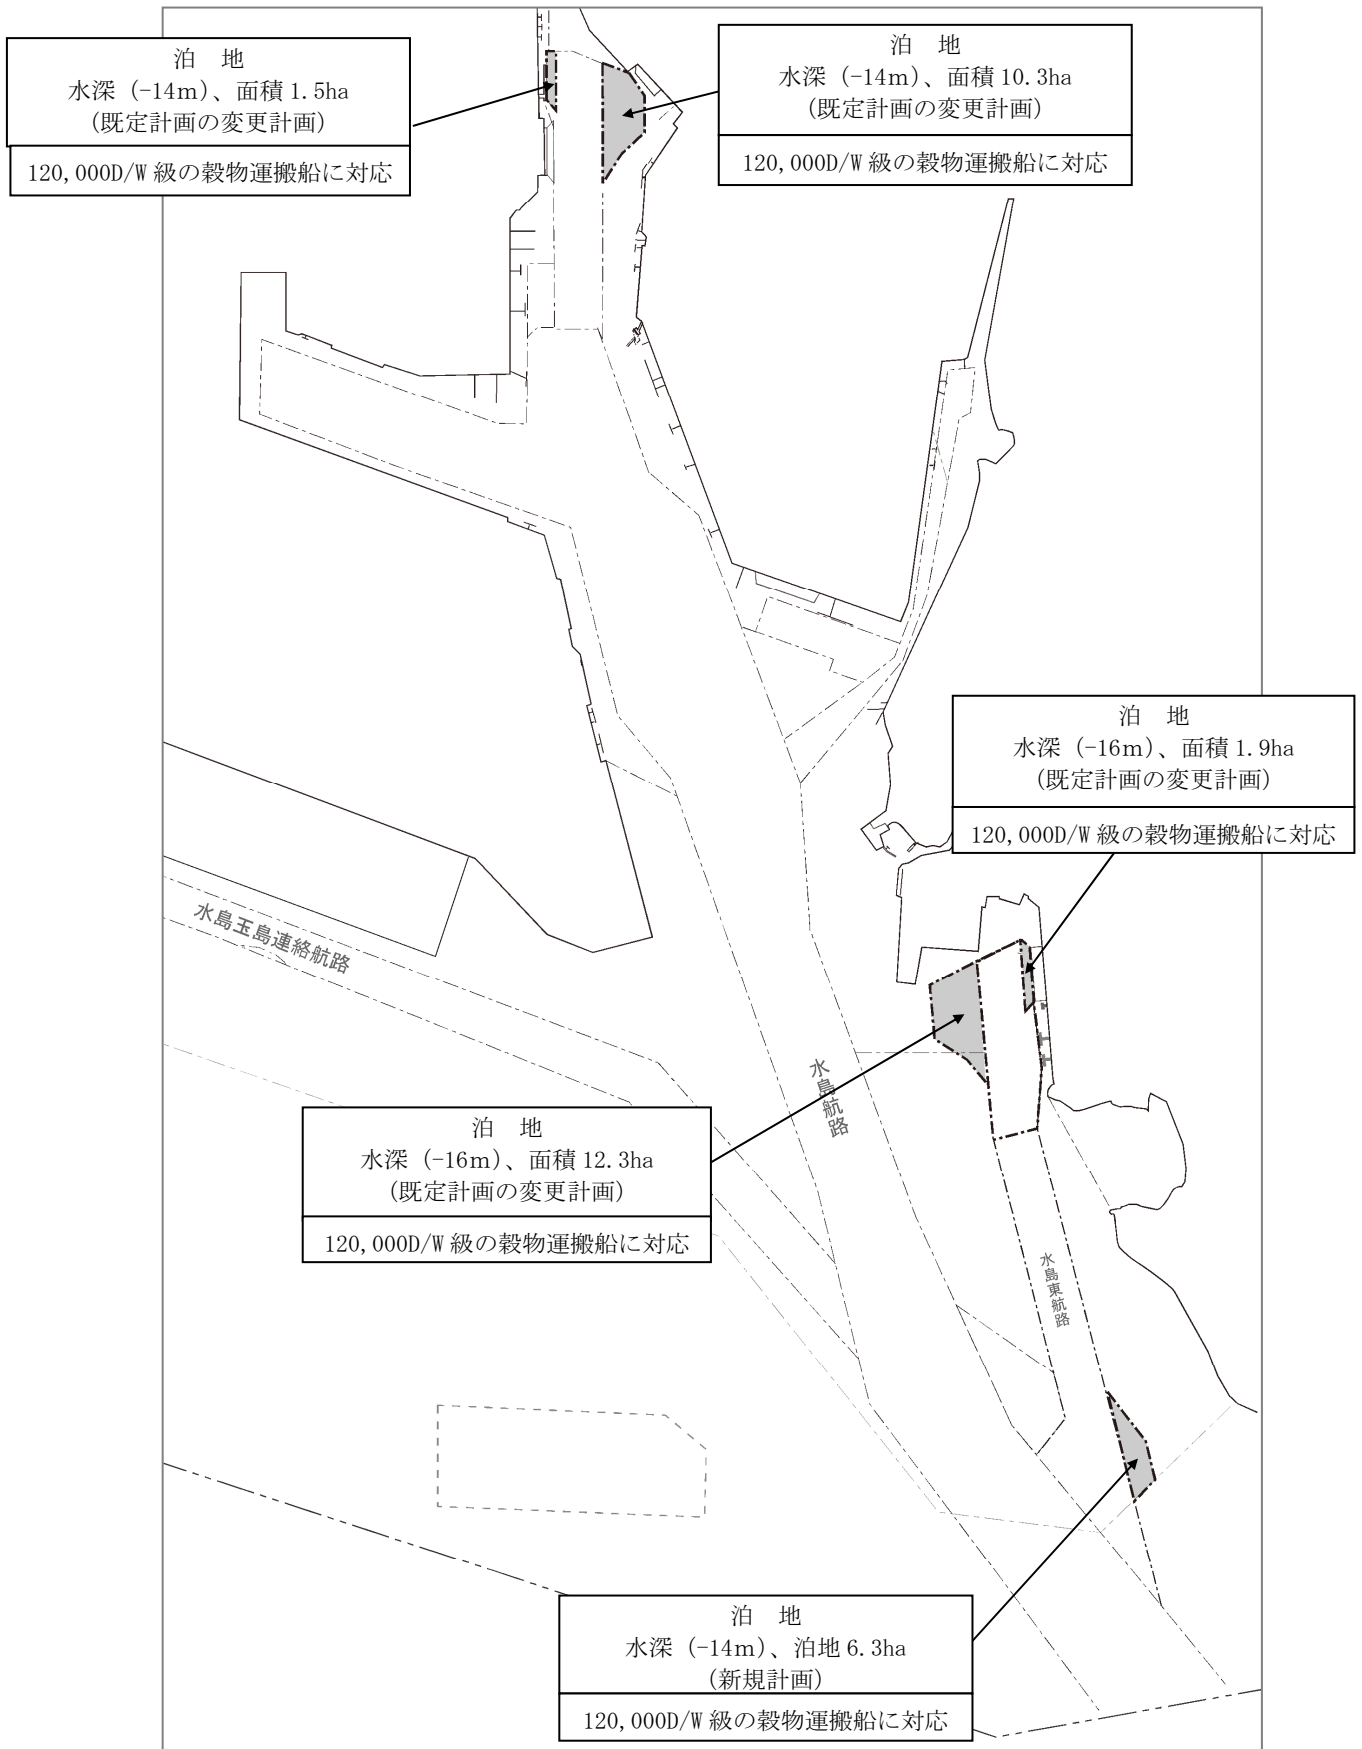 泊　地
水深（-14m）、面積 1.5ha
(既定計画の変更計画)
120,000D/W 級の穀物運搬船に対応
泊　地
水深（-14m）、面積 10.3ha
(既定計画の変更計画)
120,000D/W 級の穀物運搬船に対応
泊　地
水深（-16m）、面積 1.9ha
(既定計画の変更計画)
120,000D/W 級の穀物運搬船に対応
水島玉島連絡航路
水島航路
泊　地
水深（-16m）、面積 12.3ha
(既定計画の変更計画)
120,000D/W 級の穀物運搬船に対応
水島東航路
泊　地
水深（-14m）、泊地 6.3ha
(新規計画)
120,000D/W 級の穀物運搬船に対応